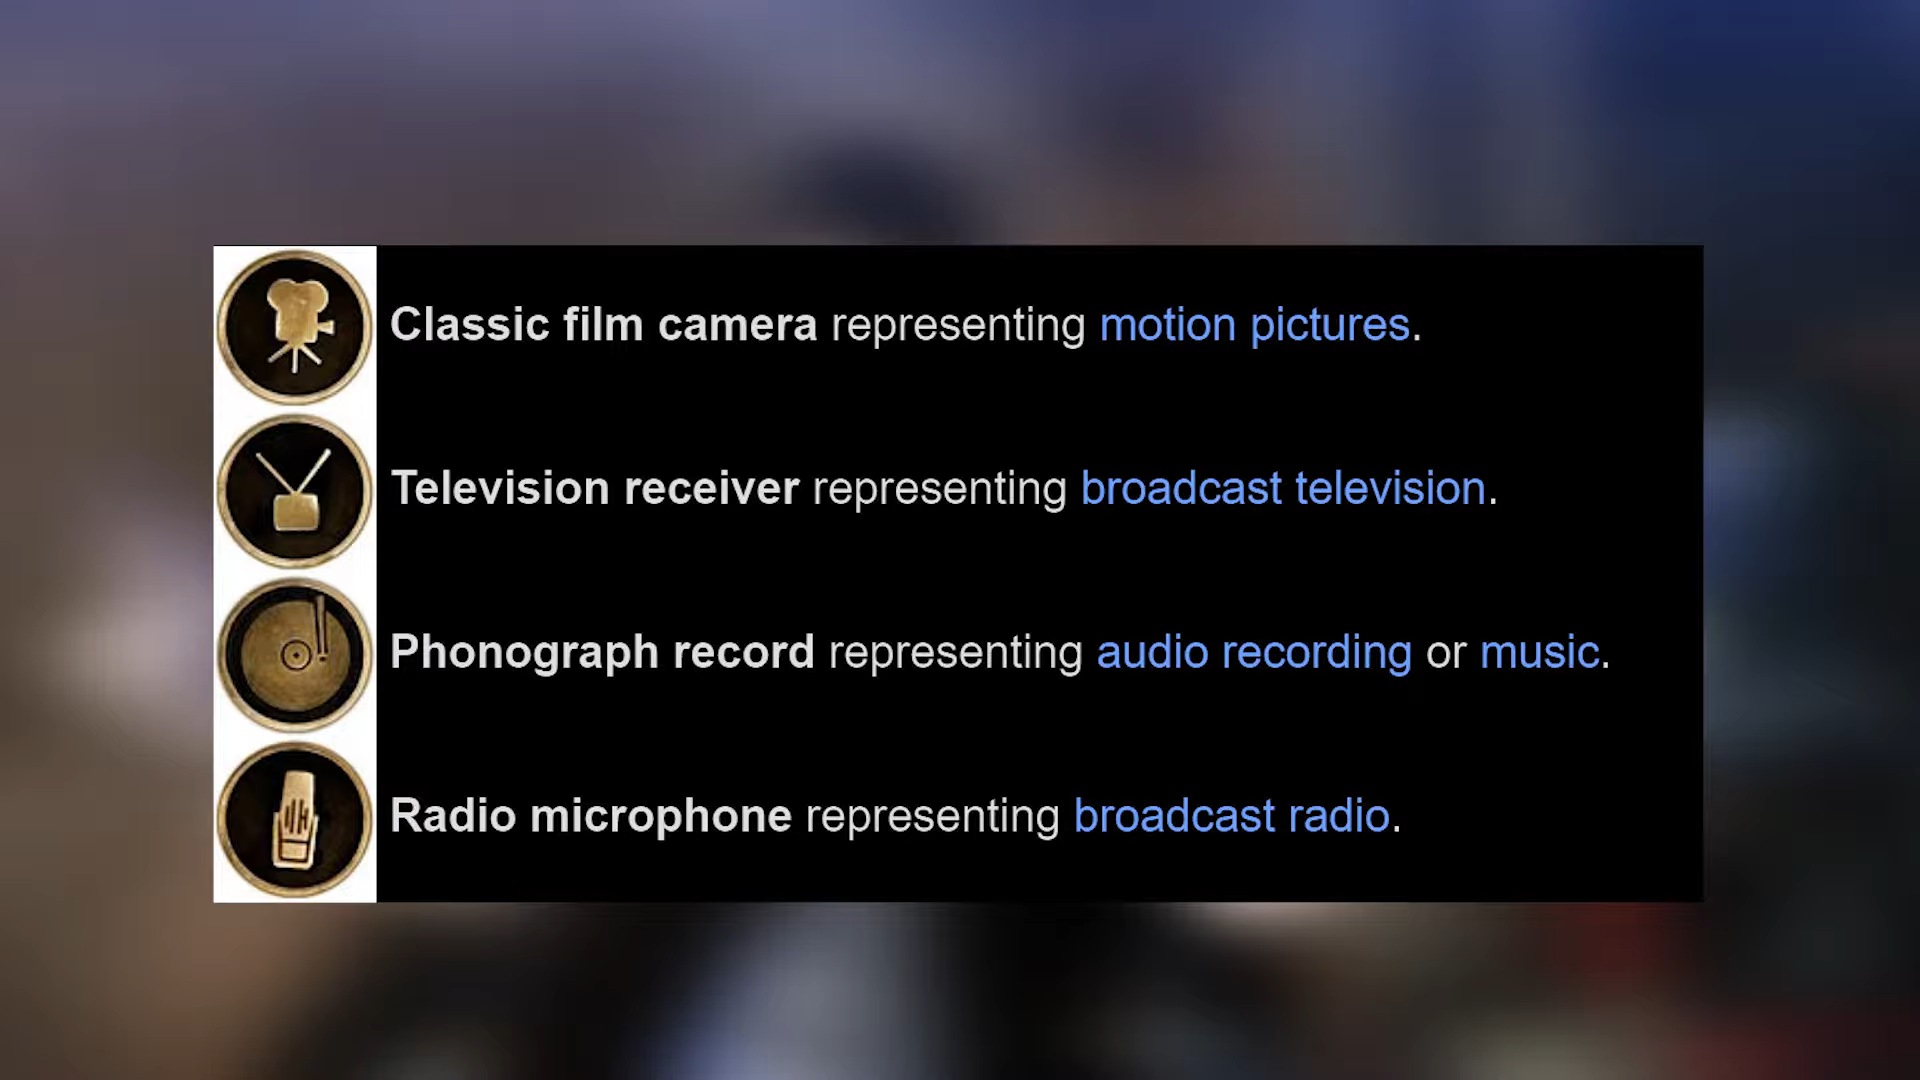 Classic film camera representing motion pictures.
Television receiver representing broadcast television.
Phonograph record representing audio recording or music.
Radio microphone representing broadcast radio.